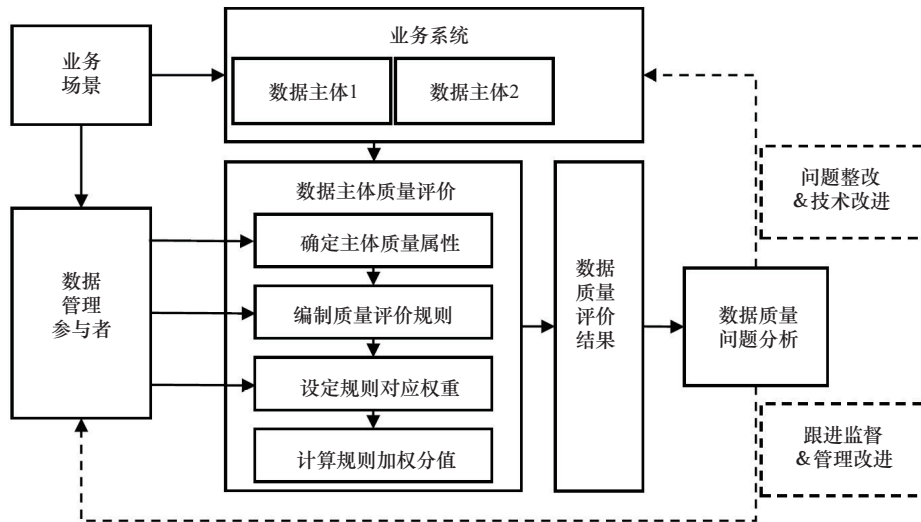 业务
场景
业务系统
数据主体1
数据主体2
数据主体质量评价
确定主体质量属性
编制质量评价规则
设定规则对应权重
计算规则加权分值
数据
管理
参与者
数据
质量
评价
结果
数据质量
问题分析
问题整改
&技术改进
跟进监督
&管理改进